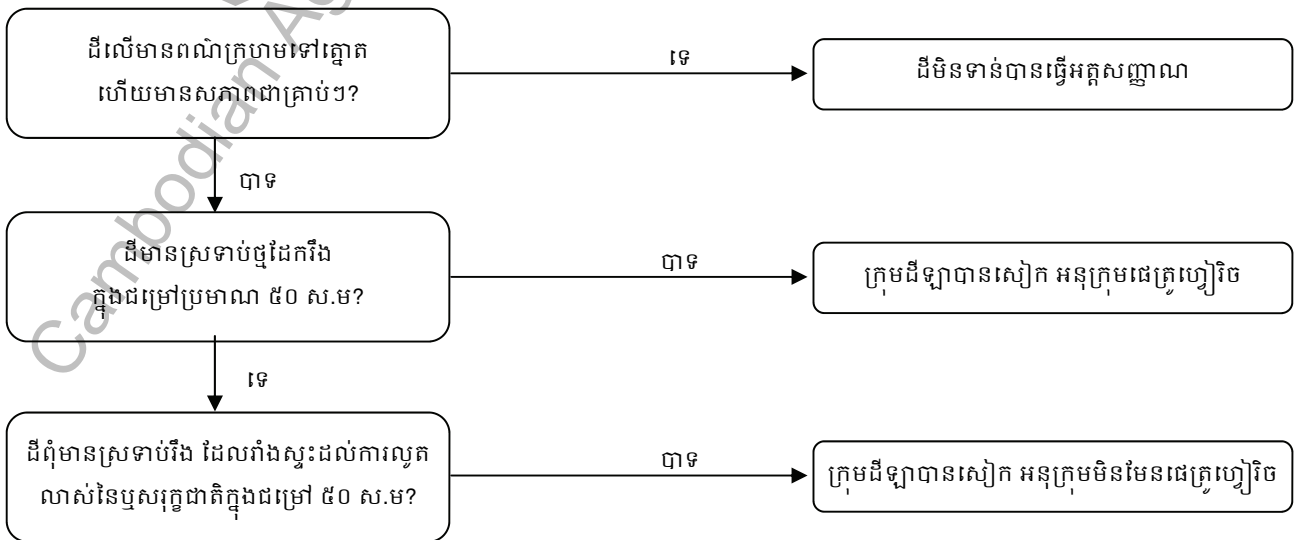 ដីលើមានពណ៌ក្រហមទៅត្នោត
ហើយមានសភាពជាគ្រាប់ៗ?
ទេ
ដីមិនទាន់បានធ្វើអត្តសញ្ញាណ
បាទ
ដីមានស្រទាប់ថ្មដែករឹង
ក្នុងជម្រៅប្រមាណ ៥០ ស.ម?
បាទ
ក្រុមដីឡាបានសៀក អនុក្រុមផេត្រូហ្វៀរិច
ទេ
ដីពុំមានស្រទាប់រឹង ដែលរាំងស្ទះដល់ការលូត
លាស់នៃឬសរុក្ខជាតិក្នុងជម្រៅ ៥០ ស.ម?
បាទ
ក្រុមដីឡាបានសៀក អនុក្រុមមិនមែនផេត្រូហ្វៀរិច
Cambodian